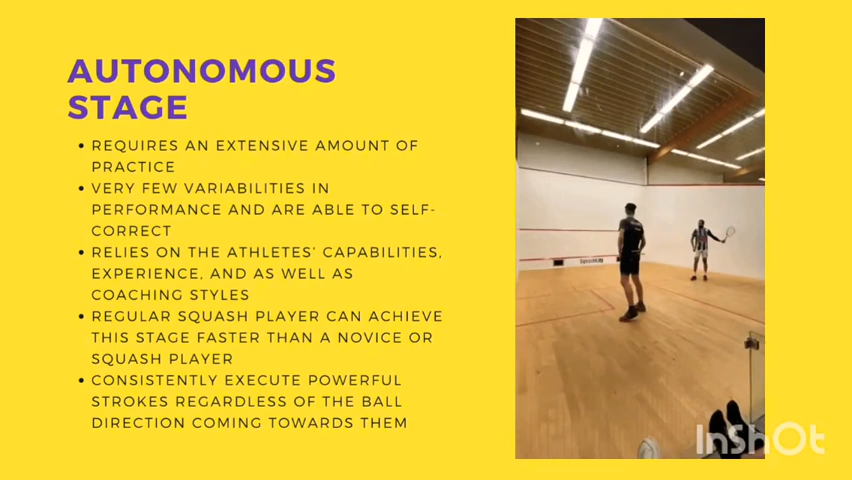 AUTONOMOUS
STAGE
• REQUIRES AN EXTENSIVE AMOUNT OF
PRACTICE
• VERY FEW VARIABILITIES IN
PERFORMANCE AND ARE ABLE TO SELF-
CORRECT
• RELIES ON THE ATHLETES' CAPABILITIES,
EXPERIENCE, AND AS WELL AS
COACHING STYLES
• REGULAR SQUASH PLAYER CAN ACHIEVE
THIS STAGE FASTER THAN A NOVICE OR
SQUASH PLAYER
• CONSISTENTLY EXECUTE POWERFUL
STROKES REGARDLESS OF THE BALL
DIRECTION COMING TOWARDS THEM
InShOt